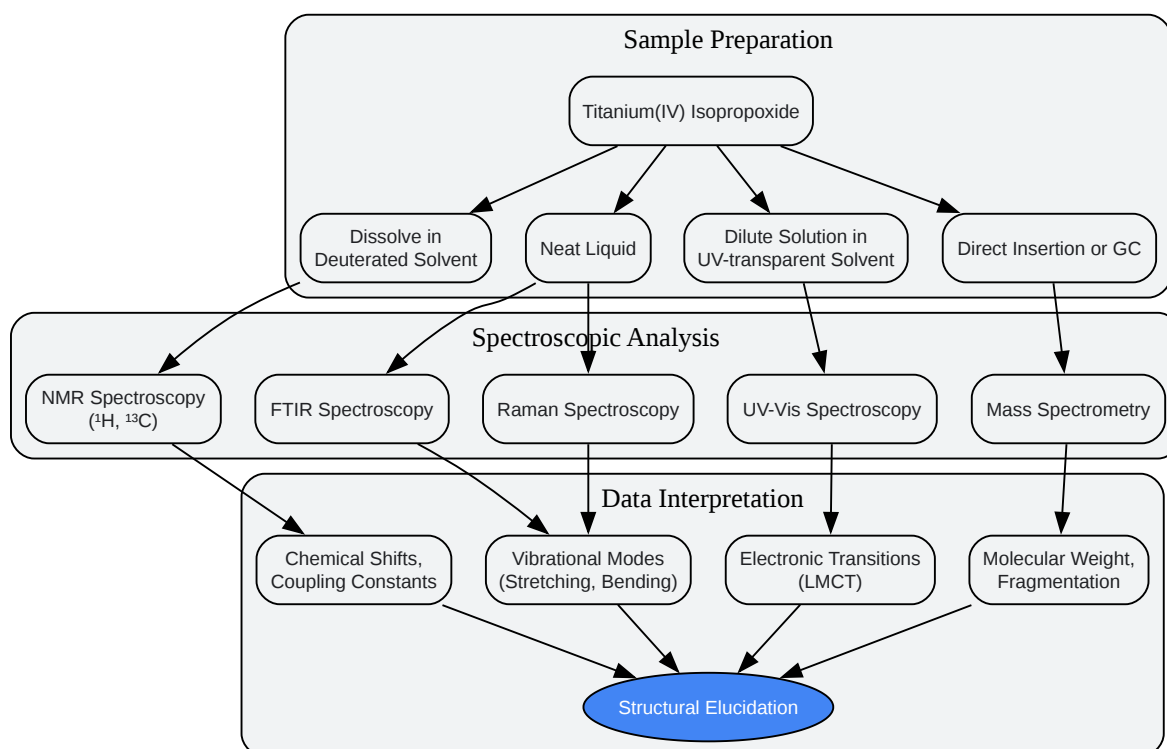 Sample Preparation
Titanium(IV) Isopropoxide
Dissolve in
Deuterated Solvent
Neat Liquid
Dilute Solution in
UV-transparent Solvent
Direct Insertion or GC
Spectroscopic Analysis
NMR Spectroscopy
(¹H, ¹³C)
FTIR Spectroscopy
Raman Spectroscopy
UV-Vis Spectroscopy
Mass Spectrometry
Data Interpretation
Chemical Shifts,
Coupling Constants
Vibrational Modes
(Stretching, Bending)
Electronic Transitions
(LMCT)
Molecular Weight,
Fragmentation
Structural Elucidation